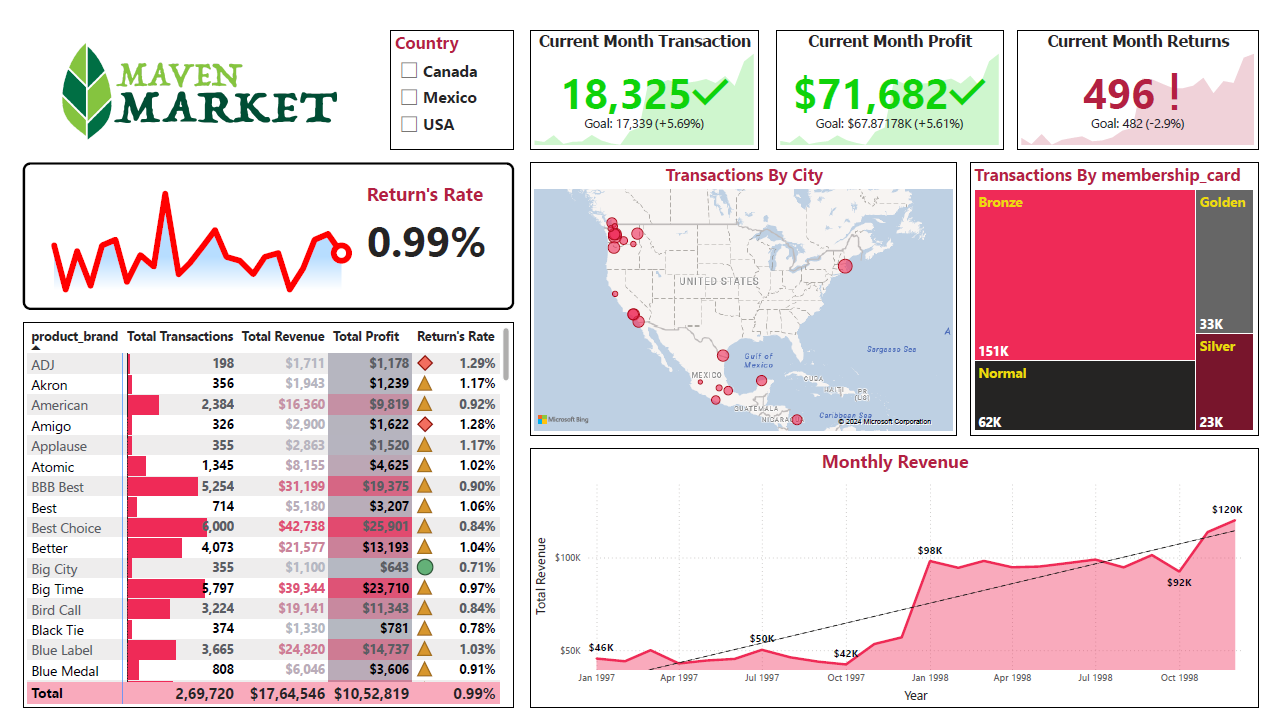 MAVEN
MARKET
Country
Canada
Mexico
USA
Current Month Transaction
18,325
Goal: 17,339 (+5.69%)
Current Month Profit
$71,682
Goal: $67.87178K (+5.61%)
Current Month Returns
496 !
Goal: 482 (-2.9%)
Return's Rate
0.99%
Transactions By City
UNITED STATES
MEXICO
Gulf of
Mexico
Sargasso Sea
CUBA
HAITI
PR
(US)
GUATEMALA
Caribbean Sea
A
Microsoft Bing
© 2024 Microsoft Corporation
Transactions By membership_card
Bronze
151K
Golden
33K
Normal
62K
Silver
23K
product_brand Total Transactions Total Revenue Total Profit Return's Rate
ADJ 198 $1,711 $1,178 1.29%
Akron 356 $1,943 $1,239 1.17%
American 2,384 $16,360 $9,819 0.92%
Amigo 326 $2,900 $1,622 1.28%
Applause 355 $2,863 $1,520 1.17%
Atomic 1,345 $8,155 $4,625 1.02%
BBB Best 5,254 $31,199 $19,375 0.90%
Best 714 $5,180 $3,207 1.06%
Best Choice 6,000 $42,738 $25,901 0.84%
Better 4,073 $21,577 $13,193 1.04%
Big City 355 $1,100 $643 0.71%
Big Time 5,797 $39,344 $23,710 0.97%
Bird Call 3,224 $19,141 $11,343 0.84%
Black Tie 374 $1,330 $781 0.78%
Blue Label 3,665 $24,820 $14,737 1.03%
Blue Medal 808 $6,046 $3,606 0.91%
Total 2,69,720 $17,64,546 $10,52,819 0.99%
Monthly Revenue
Total Revenue
$100K
$50K
$46K
$50K
$42K
$98K
$92K
$120K
Jan 1997 Apr 1997 Jul 1997 Oct 1997 Jan 1998 Apr 1998 Jul 1998 Oct 1998
Year